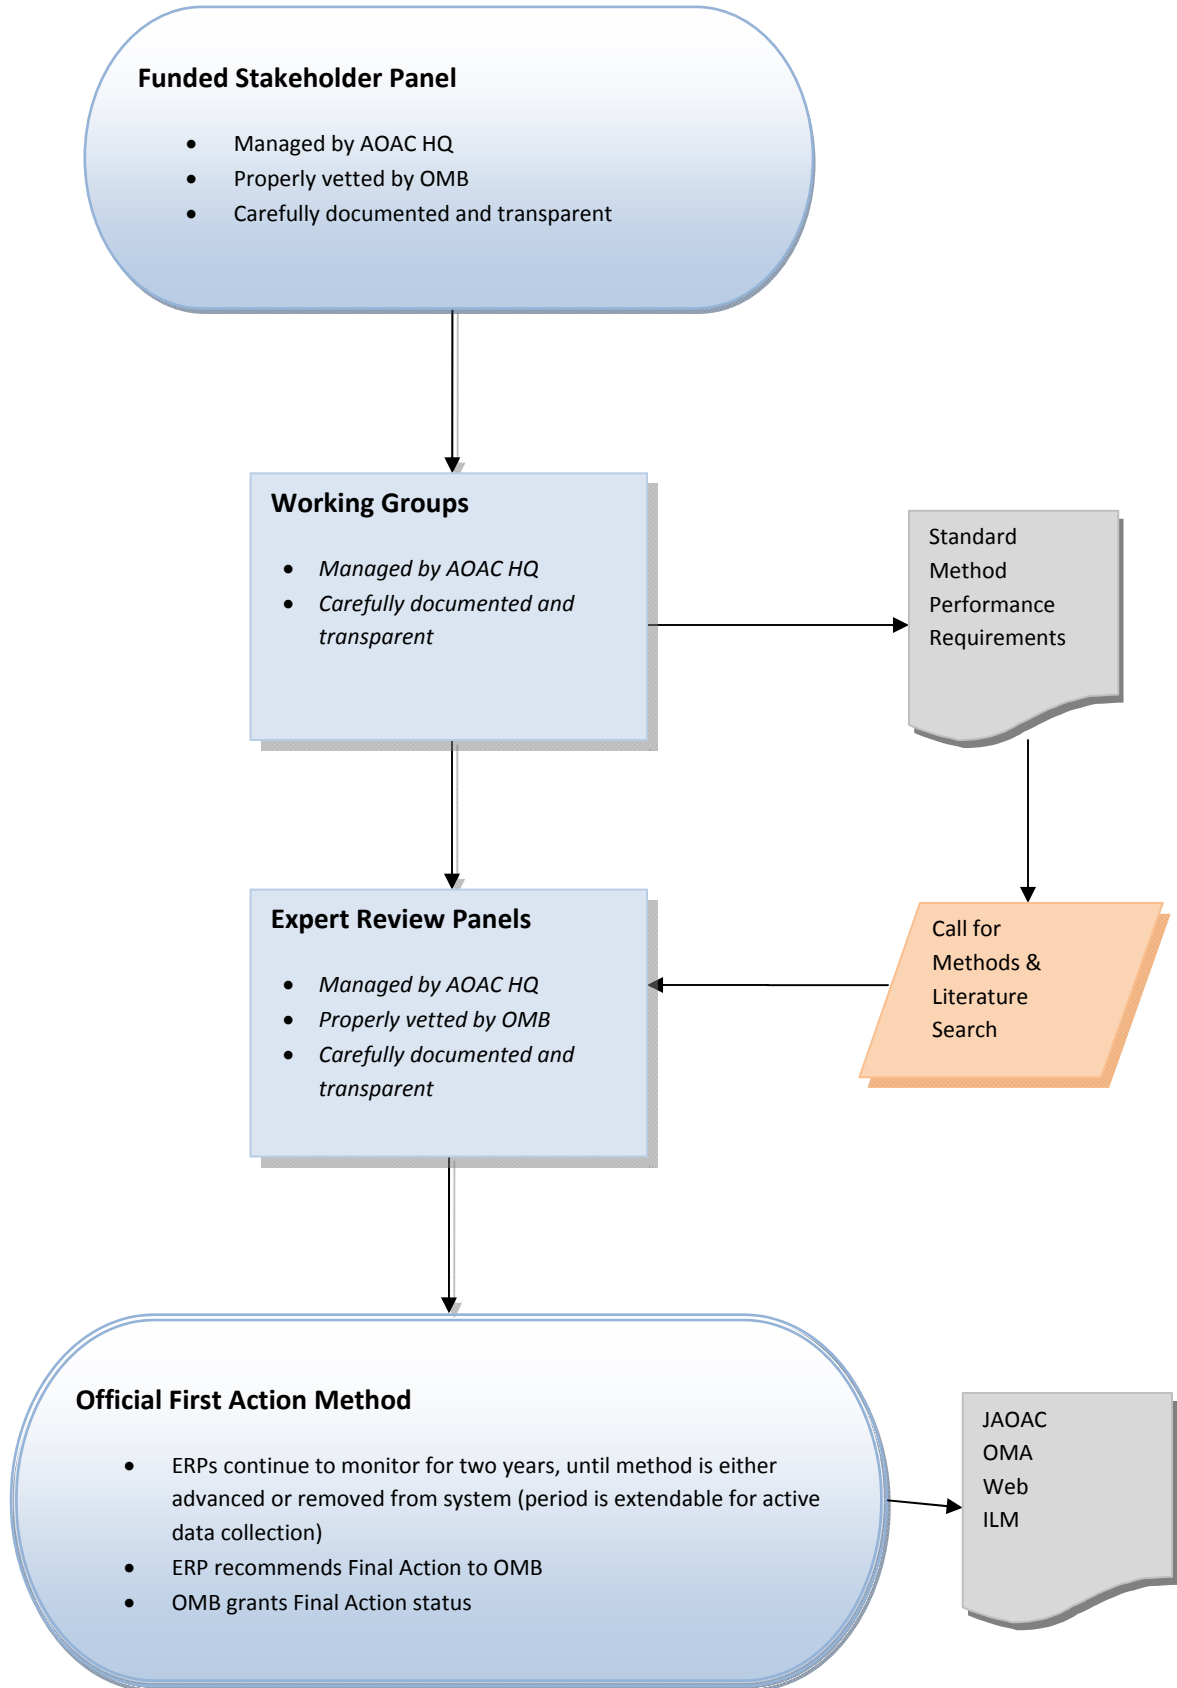 Funded Stakeholder Panel
• Managed by AOAC HQ
• Properly vetted by OMB
• Carefully documented and transparent
Working Groups
• Managed by AOAC HQ
• Carefully documented and
transparent
Standard
Method
Performance
Requirements
Expert Review Panels
• Managed by AOAC HQ
• Properly vetted by OMB
• Carefully documented and
transparent
Call for
Methods &
Literature
Search
Official First Action Method
• ERPs continue to monitor for two years, until method is either
advanced or removed from system (period is extendable for active
data collection)
• ERP recommends Final Action to OMB
• OMB grants Final Action status
JAOAC
OMA
Web
ILM